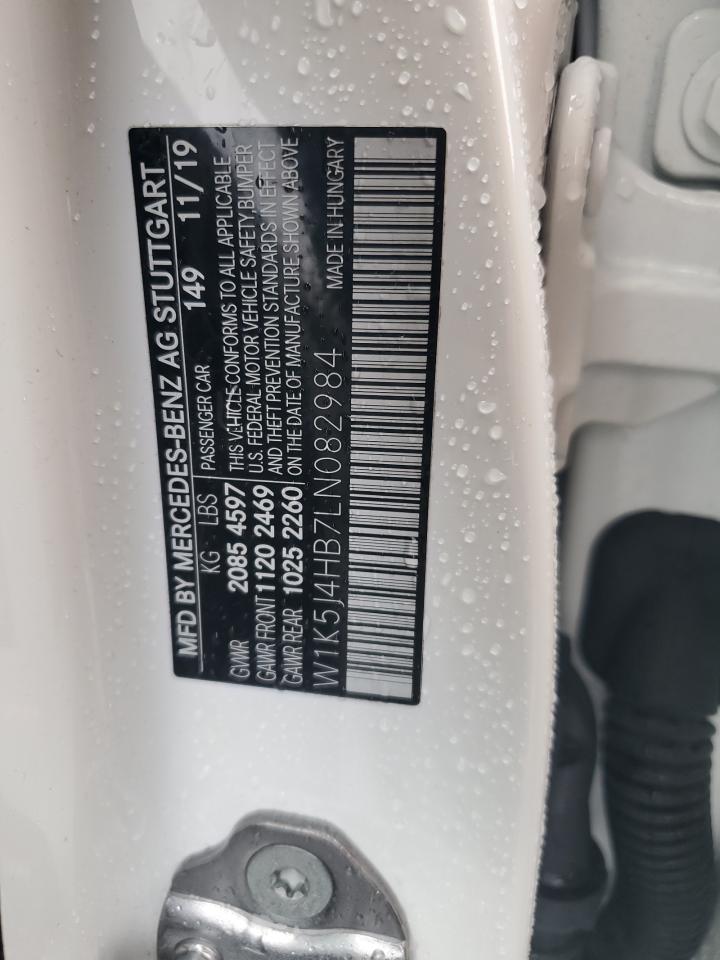 MFD BY MERCEDES-BENZ AG STUTTGART
KG - LBS 149 11/19
GVWR 2085 4597 PASSENGER CAR
GAWR FRONT 1120 2469 THIS VEHICLE CONFORMS TO ALL APPLICABLE
GAWR REAR 1025 2260 U.S. FEDERAL MOTOR VEHICLE SAFETY, BUMPER
AND THEFT PREVENTION STANDARDS IN EFFECT
ON THE DATE OF MANUFACTURE SHOWN ABOVE
W1K5J4HB7LN082984 MADE IN HUNGARY